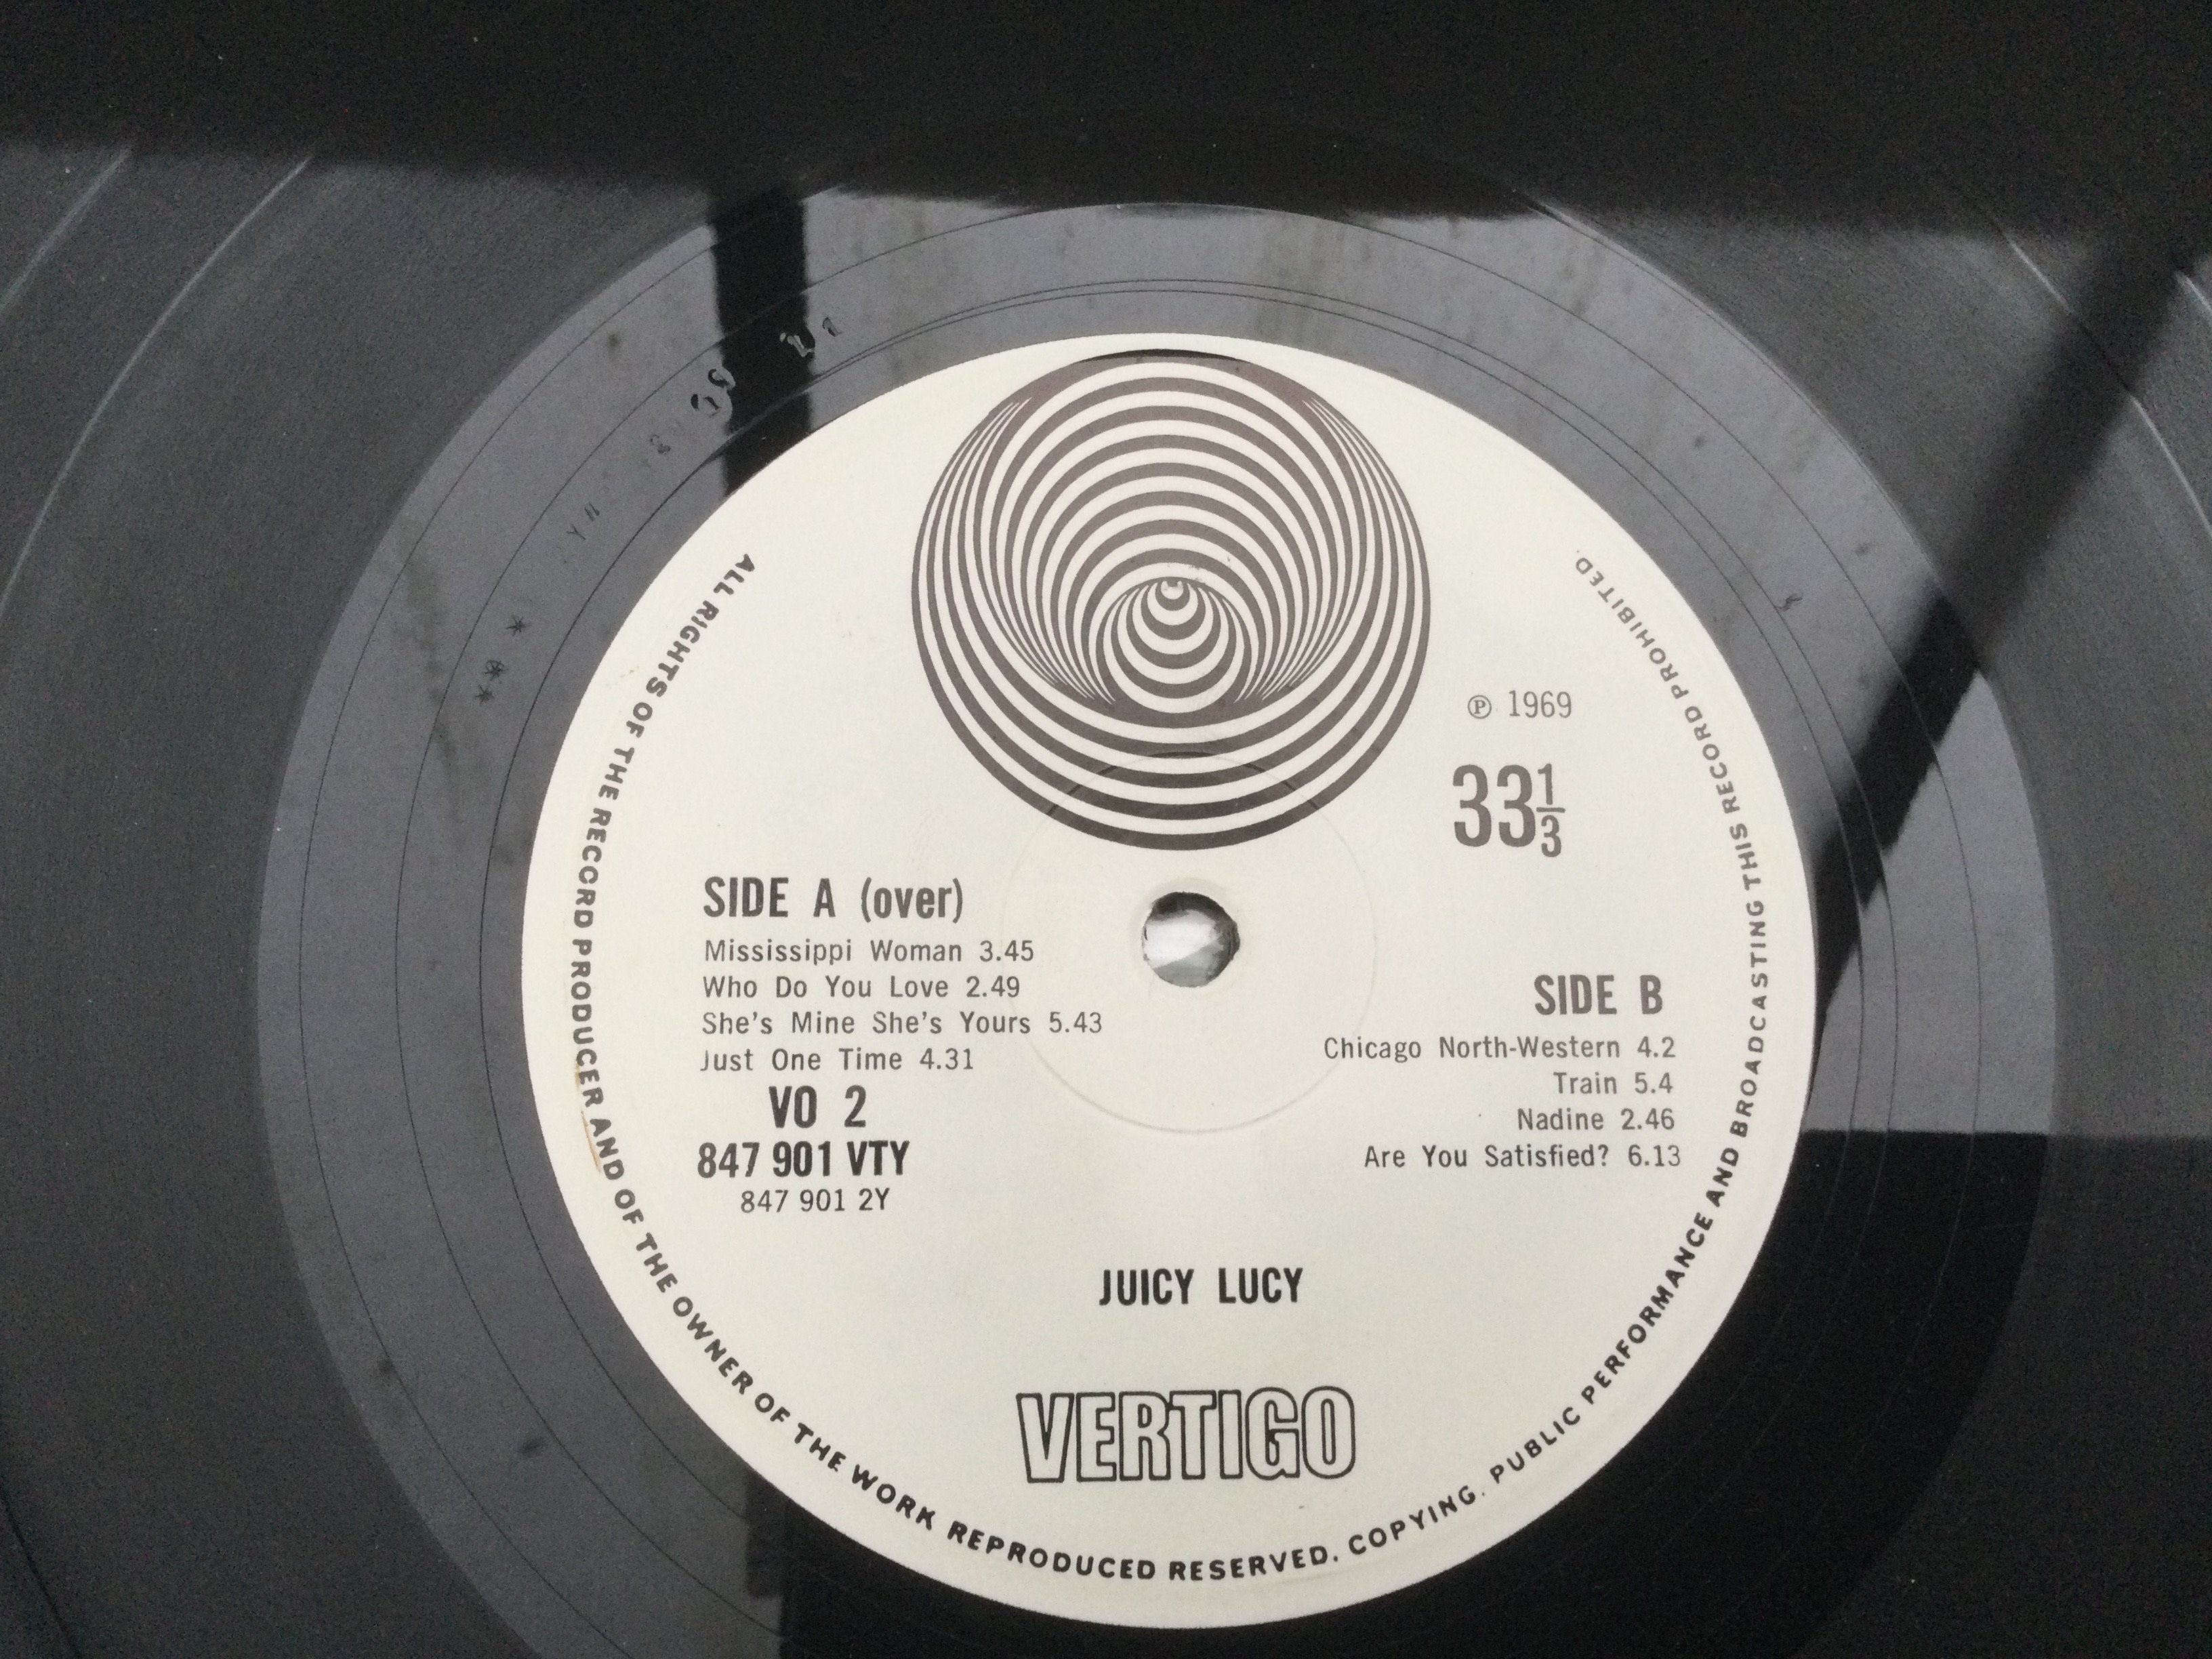 ALL RIGHTS OF THE RECORD PRODUCER AND OF THE OWNER OF THE WORK REPRODUCED RESERVED. COPYING. PUBLIC PERFORMANCE AND BROADCASTING THIS RECORD PROHIBITED
℗ 1969
33 1/3
SIDE A (over)
Mississippi Woman 3.45
Who Do You Love 2.49
She's Mine She's Yours 5.43
Just One Time 4.31
VO 2
847 901 VTY
847 901 2Y
SIDE B
Chicago North-Western 4.2
Train 5.4
Nadine 2.46
Are You Satisfied? 6.13
JUICY LUCY
VERTIGO